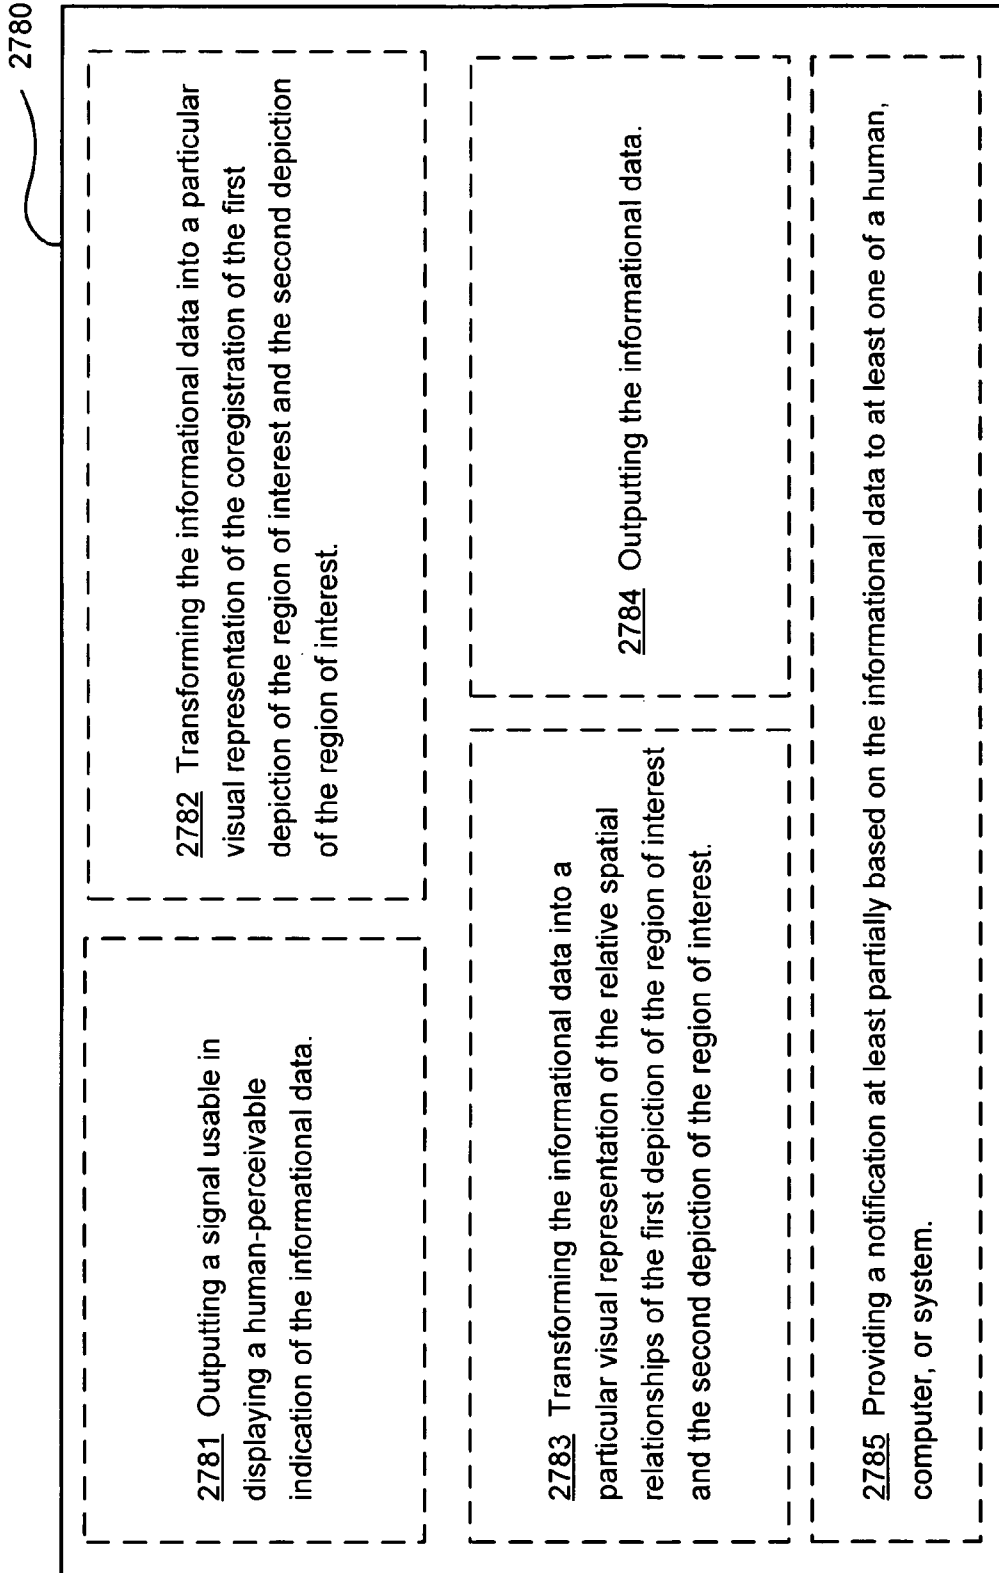 2780
2781 Outputting a signal usable in
displaying a human-perceivable
indication of the informational data.
2782 Transforming the informational data into a particular
visual representation of the coregistration of the first
depiction of the region of interest and the second depiction
of the region of interest.
2783 Transforming the informational data into a
particular visual representation of the relative spatial
relationships of the first depiction of the region of interest
and the second depiction of the region of interest.
2784 Outputting the informational data.
2785 Providing a notification at least partially based on the informational data to at least one of a human,
computer, or system.